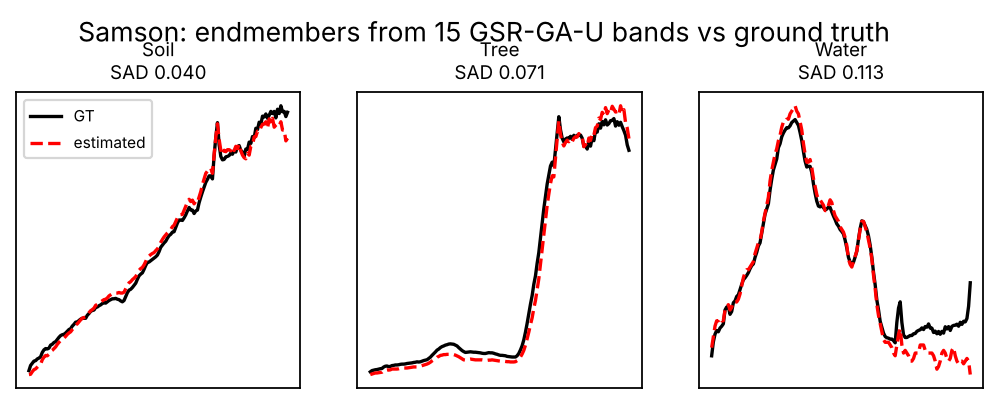 Samson: endmembers from 15 GSR-GA-U bands vs ground truth
Soil
SAD 0.040
Tree
SAD 0.071
Water
SAD 0.113
GT
estimated